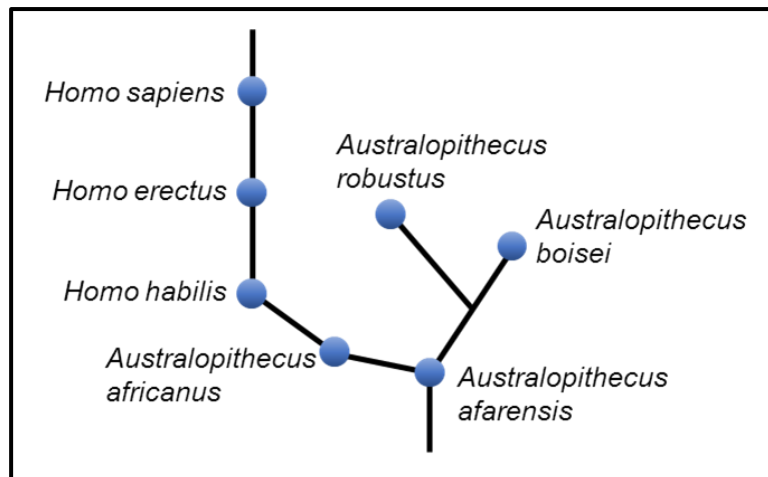 Homo sapiens
Australopithecus
robustus
Homo erectus
Australopithecus
boisei
Homo habilis
Australopithecus
africanus
Australopithecus
afarensis